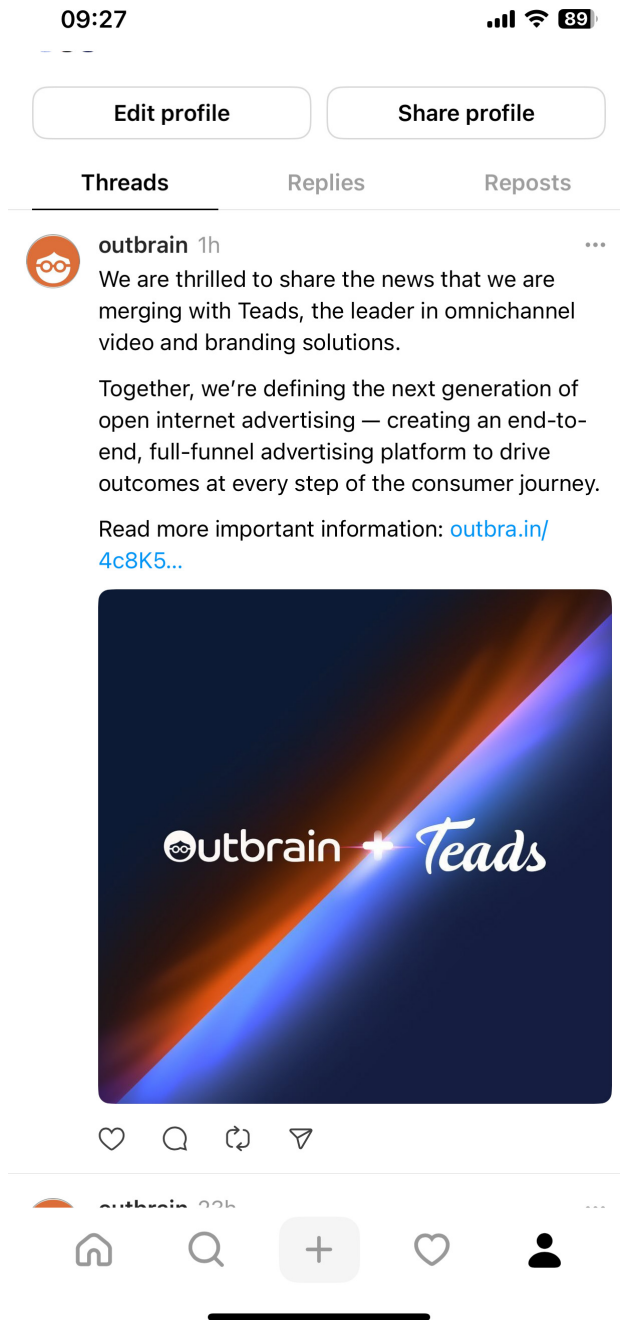 09:27
89
Edit profile
Share profile
Threads
Replies
Reposts
outbrain 1h
We are thrilled to share the news that we are
merging with Teads, the leader in omnichannel
video and branding solutions.
Together, we’re defining the next generation of
open internet advertising — creating an end-to-
end, full-funnel advertising platform to drive
outcomes at every step of the consumer journey.
Read more important information: outbra.in/
4c8K5...
Outbrain + Teads
outbrain